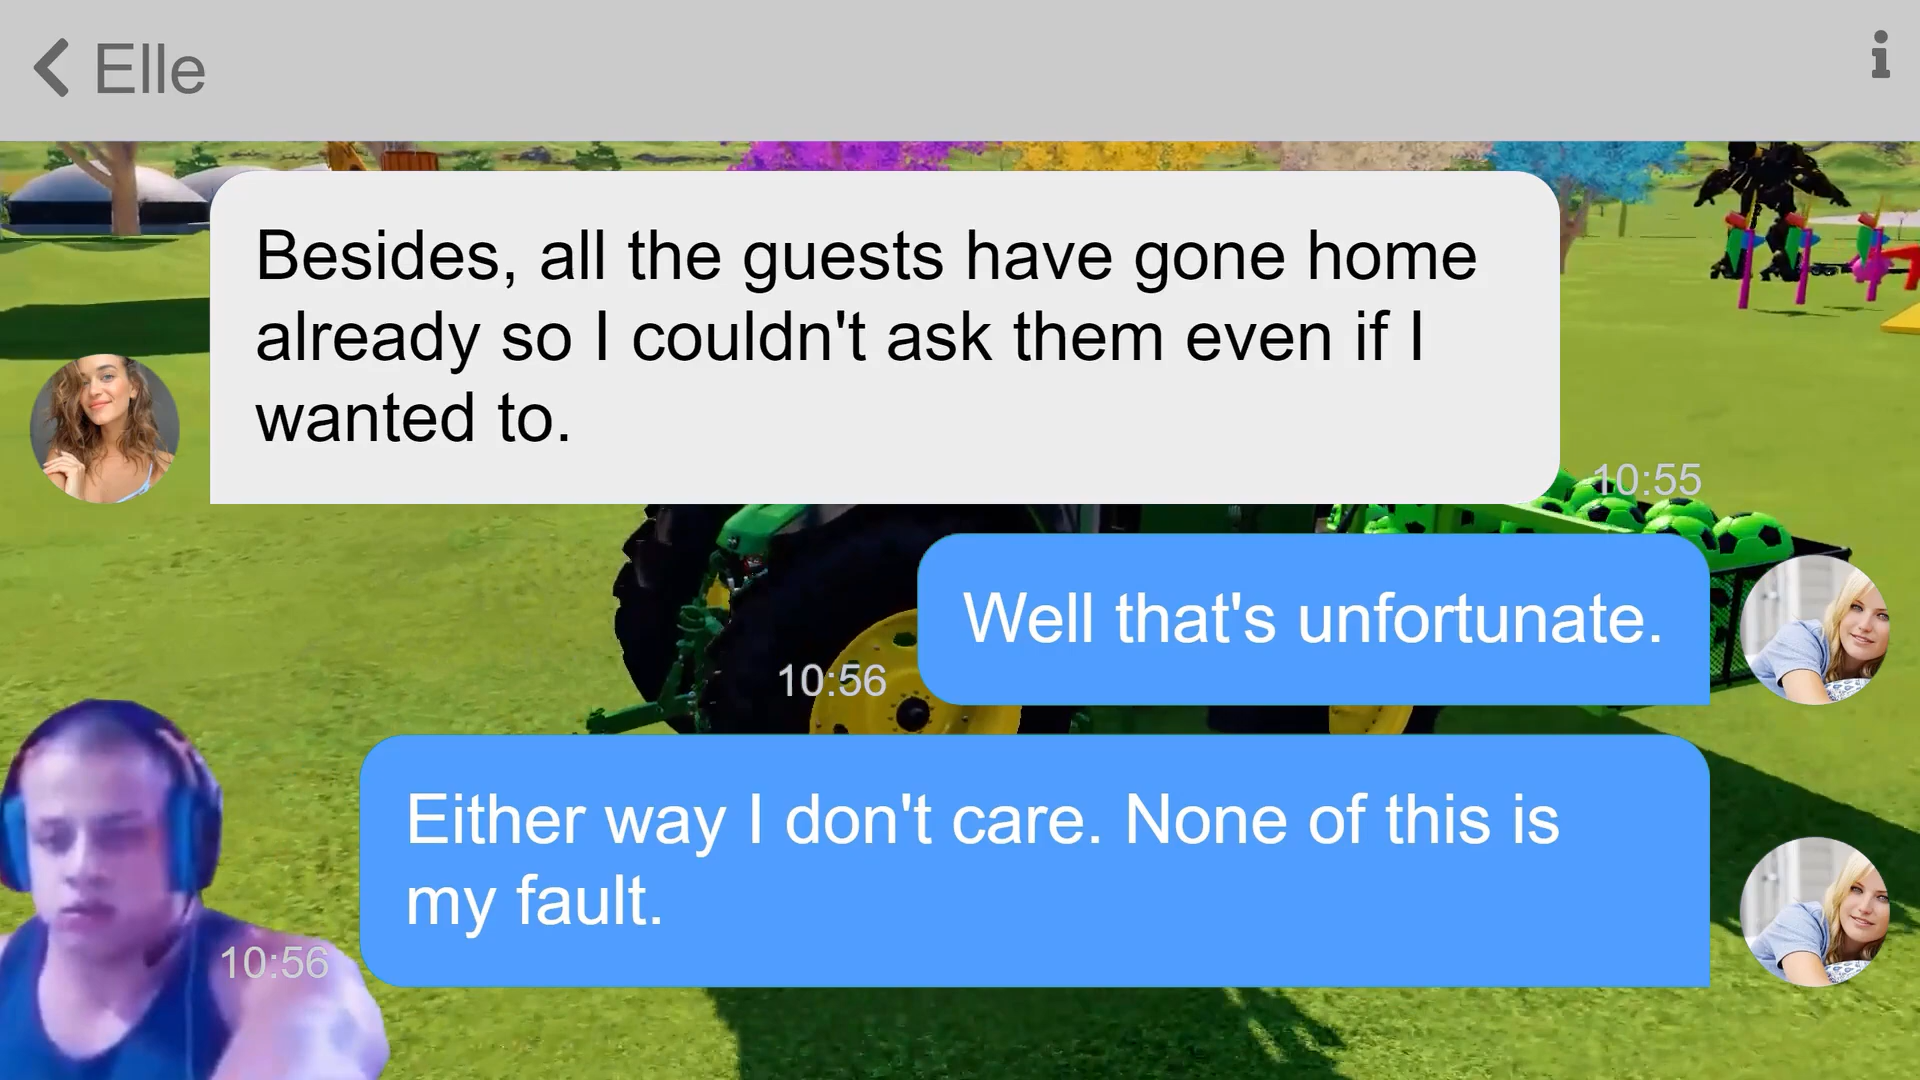 Elle
Besides, all the guests have gone home
already so I couldn't ask them even if I
wanted to.
10:55
Well that's unfortunate.
10:56
Either way I don't care. None of this is
my fault.
10:56